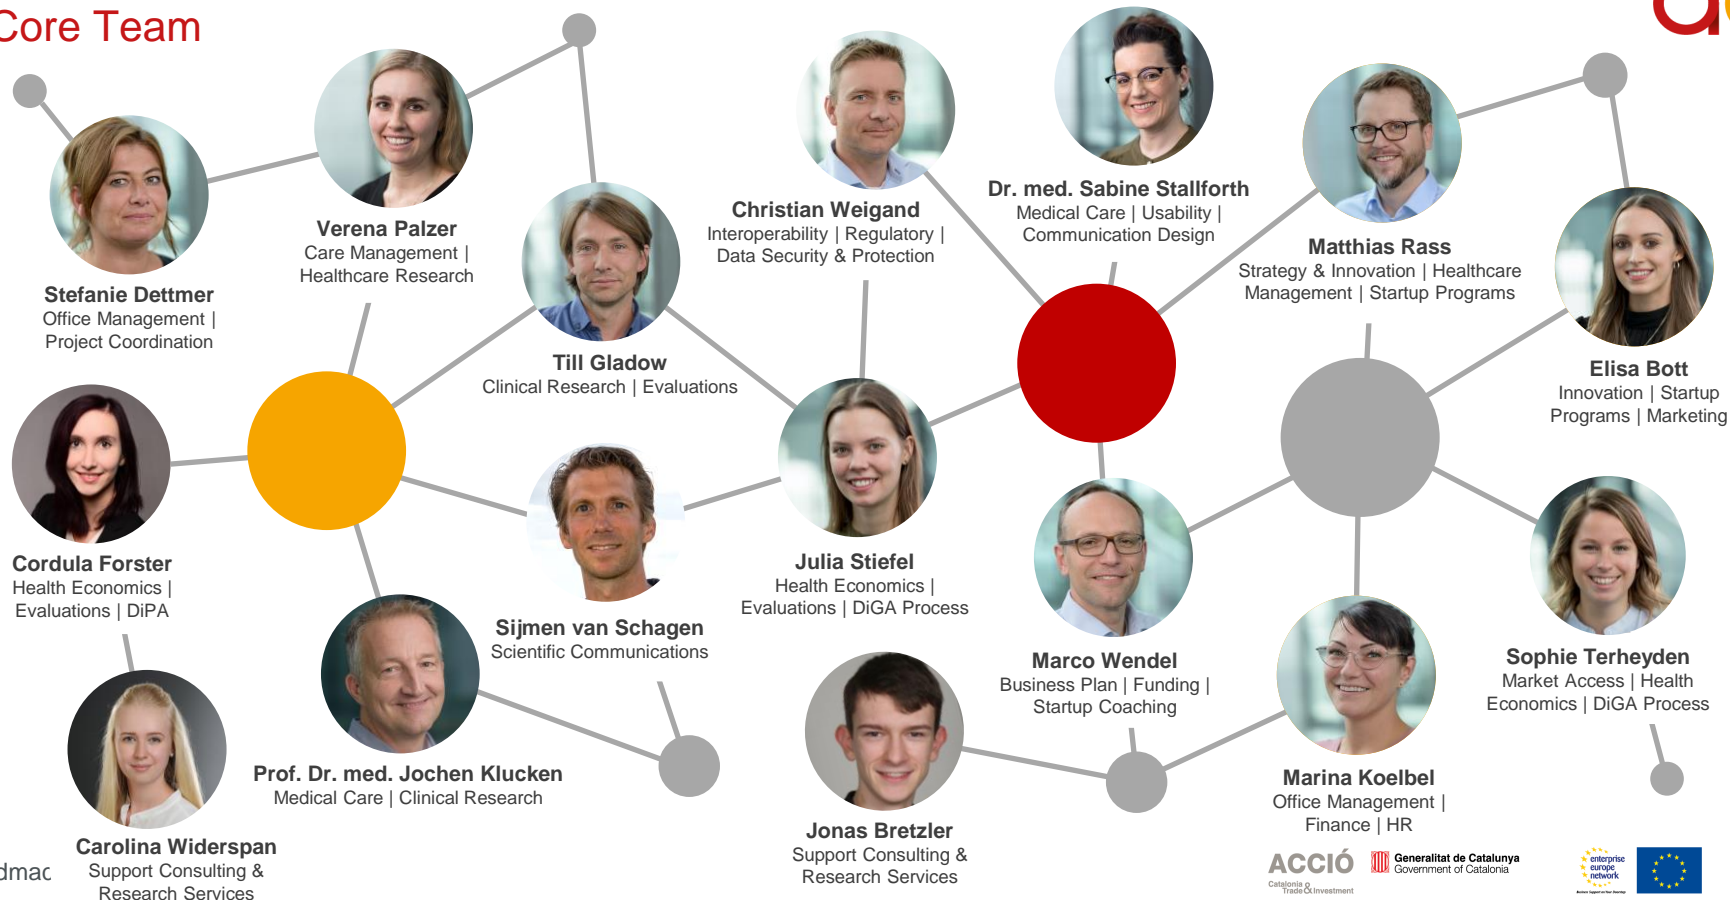 Core Team
Verena Palzer
Care Management |
Healthcare Research
Christian Weigand
Interoperability | Regulatory |
Data Security & Protection
Dr. med. Sabine Stallforth
Medical Care | Usability |
Communication Design
Matthias Rass
Strategy & Innovation | Healthcare
Management | Startup Programs
Stefanie Dettmer
Office Management |
Project Coordination
Till Gladow
Clinical Research | Evaluations
Elisa Bott
Innovation | Startup
Programs | Marketing
Cordula Forster
Health Economics |
Evaluations | DiPA
Sijmen van Schagen
Scientific Communications
Julia Stiefel
Health Economics |
Evaluations | DiGA Process
Marco Wendel
Business Plan | Funding |
Startup Coaching
Sophie Terheyden
Market Access | Health
Economics | DiGA Process
Prof. Dr. med. Jochen Klucken
Medical Care | Clinical Research
Marina Koelbel
Office Management |
Finance | HR
Carolina Widerspan
Support Consulting &
Research Services
Jonas Bretzler
Support Consulting &
Research Services
dmac
ACCIÓ
Catalonia
Trade & Investment
Generalitat de Catalunya
Government of Catalonia
enterprise
europe
network